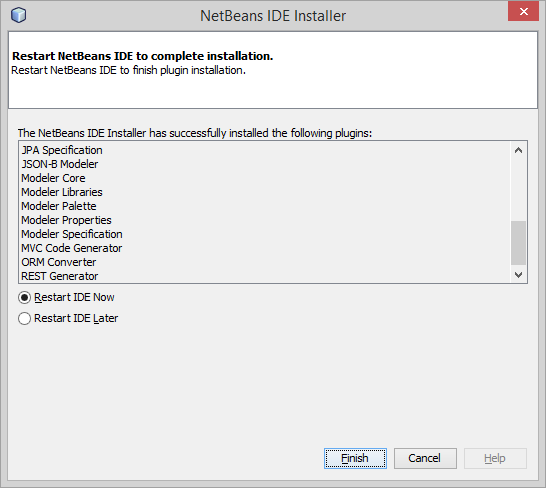 NetBeans IDE Installer
Restart NetBeans IDE to complete installation.
Restart NetBeans IDE to finish plugin installation.
The NetBeans IDE Installer has successfully installed the following plugins:
JPA Specification
JSON-B Modeler
Modeler Core
Modeler Libraries
Modeler Palette
Modeler Properties
Modeler Specification
MVC Code Generator
ORM Converter
REST Generator
Restart IDE Now
Restart IDE Later
Finish Cancel Help